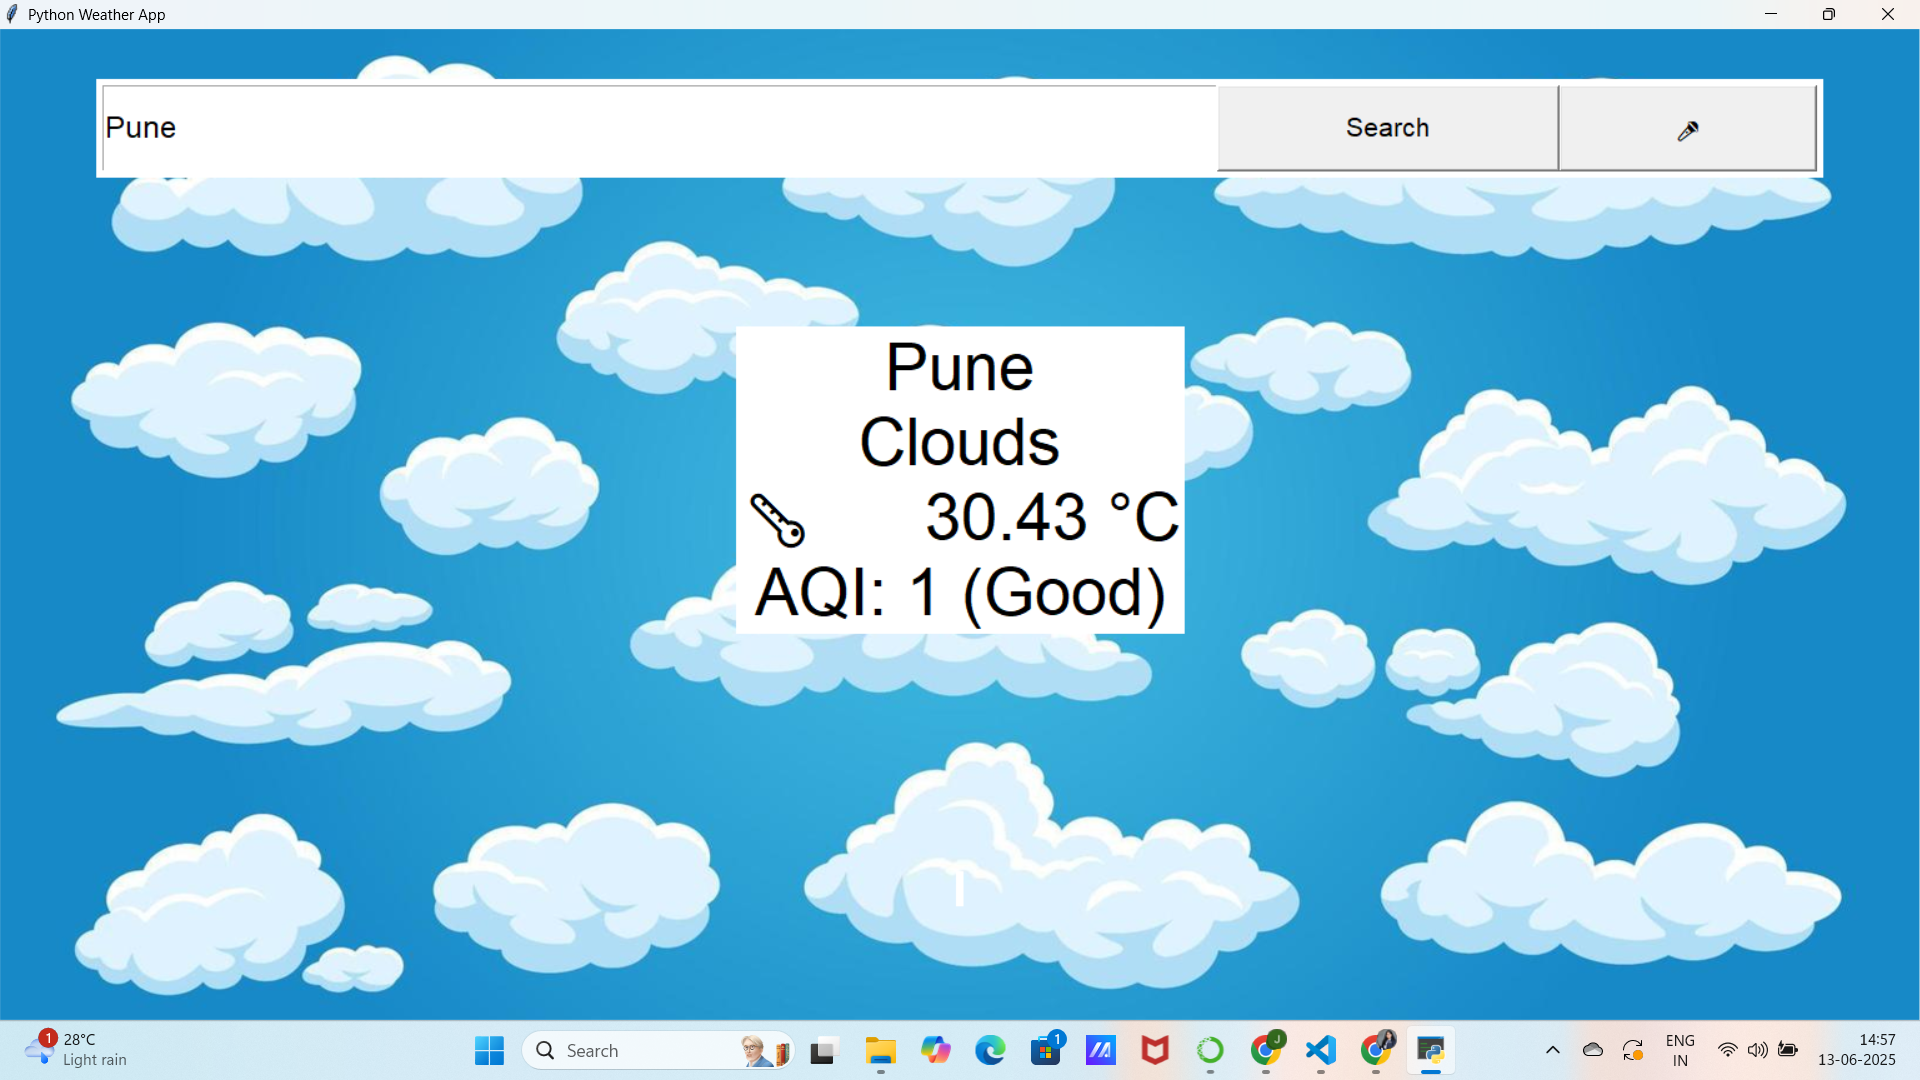 Python Weather App
Pune
Search
Pune
Clouds
30.43 °C
AQI: 1 (Good)
1
28°C
Light rain
Search
1
J
ENG
IN
14:57
13-06-2025